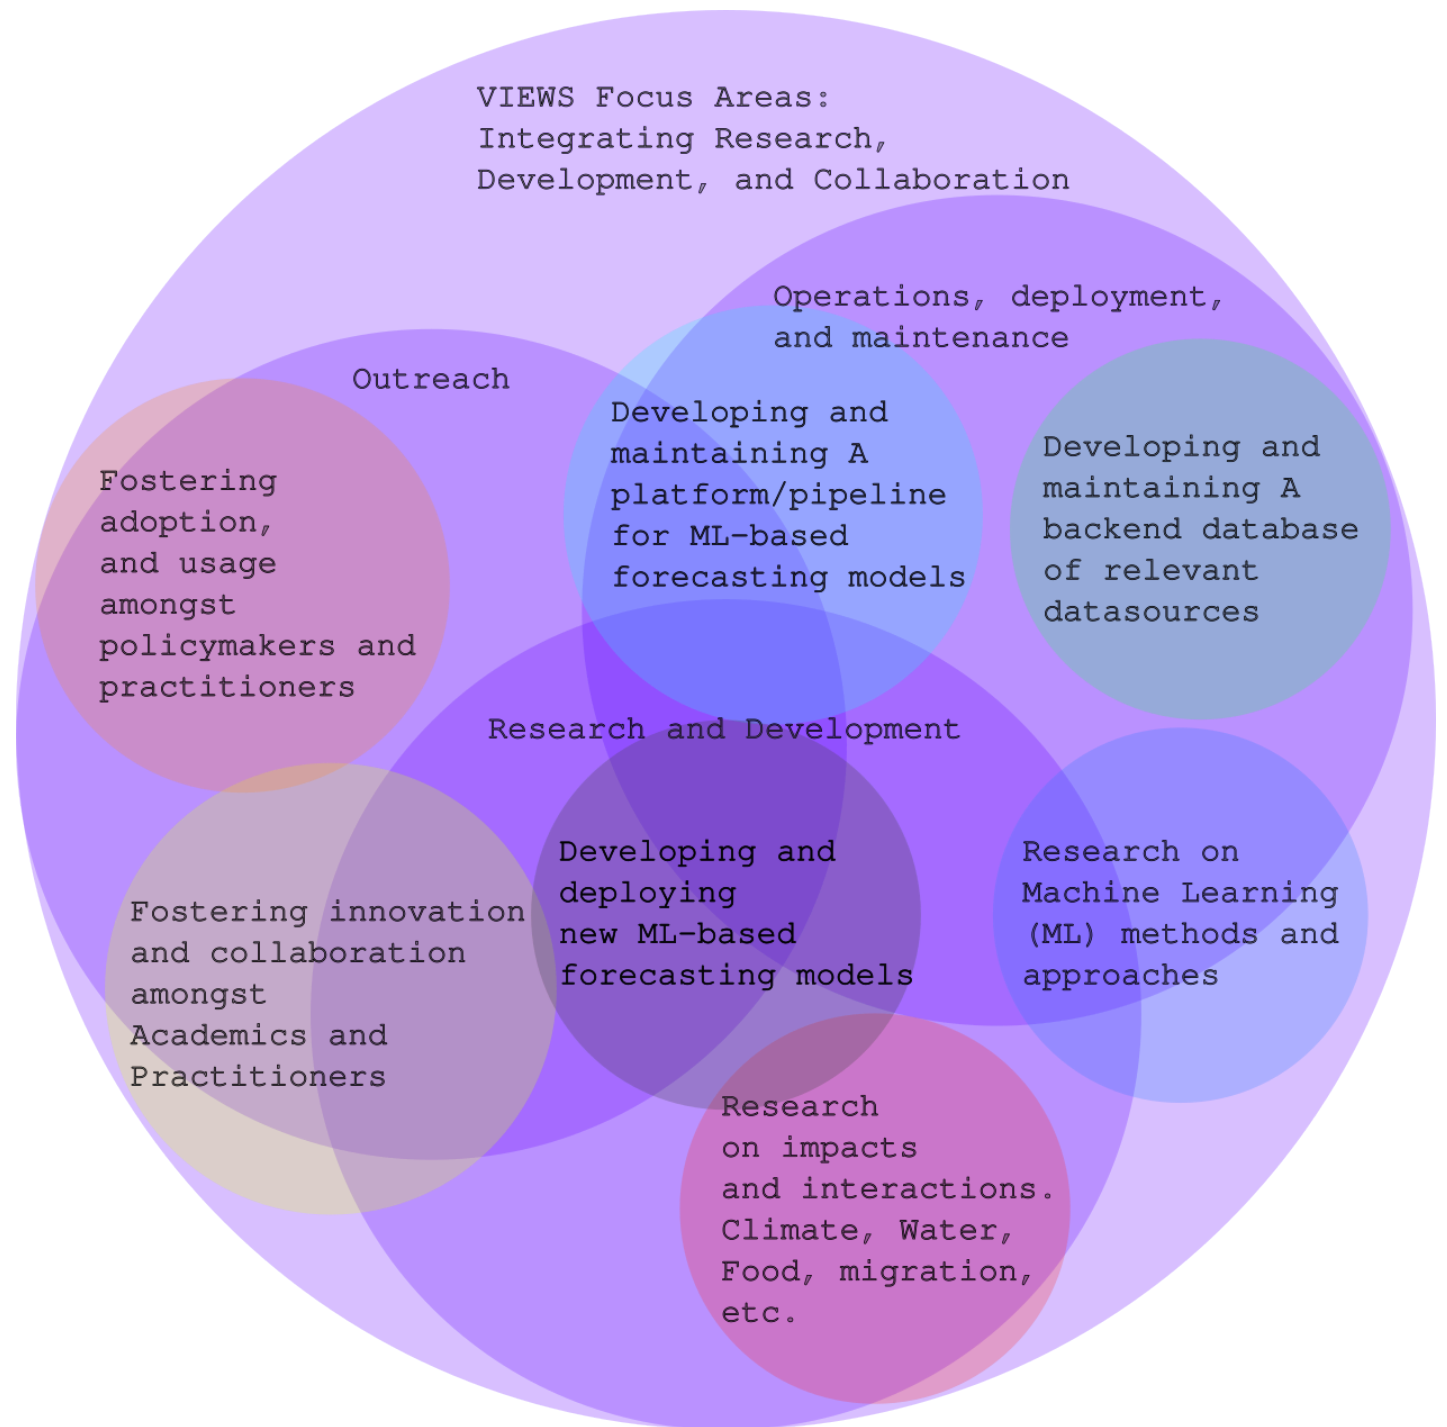 VIEWS Focus Areas:
Integrating Research,
Development, and Collaboration
Operations, deployment,
and maintenance
Outreach
Developing and
maintaining A
platform/pipeline
for ML-based
forecasting models
Developing and
maintaining A
backend database
of relevant
datasources
Fostering
adoption,
and usage
amongst
policymakers and
practitioners
Research and Development
Developing and
deploying
new ML-based
forecasting models
Research on
Machine Learning
(ML) methods and
approaches
Fostering innovation
and collaboration
amongst
Academics and
Practitioners
Research
on impacts
and interactions.
Climate, Water,
Food, migration,
etc.